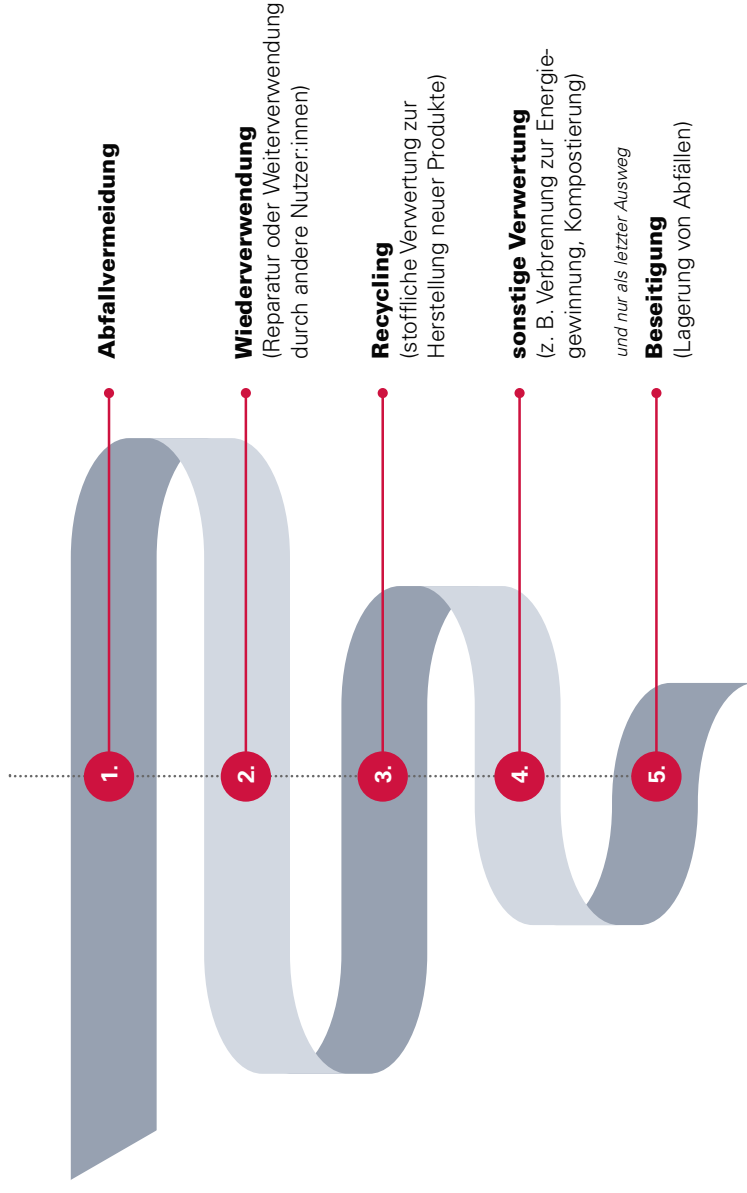 1.
Abfallvermeidung
2.
Wiederverwendung
(Reparatur oder Weiterverwendung
durch andere Nutzer:innen)
3.
Recycling
(stoffliche Verwertung zur
Herstellung neuer Produkte)
4.
sonstige Verwertung
(z. B. Verbrennung zur Energie-
gewinnung, Kompostierung)
und nur als letzter Ausweg
5.
Beseitigung
(Lagerung von Abfällen)